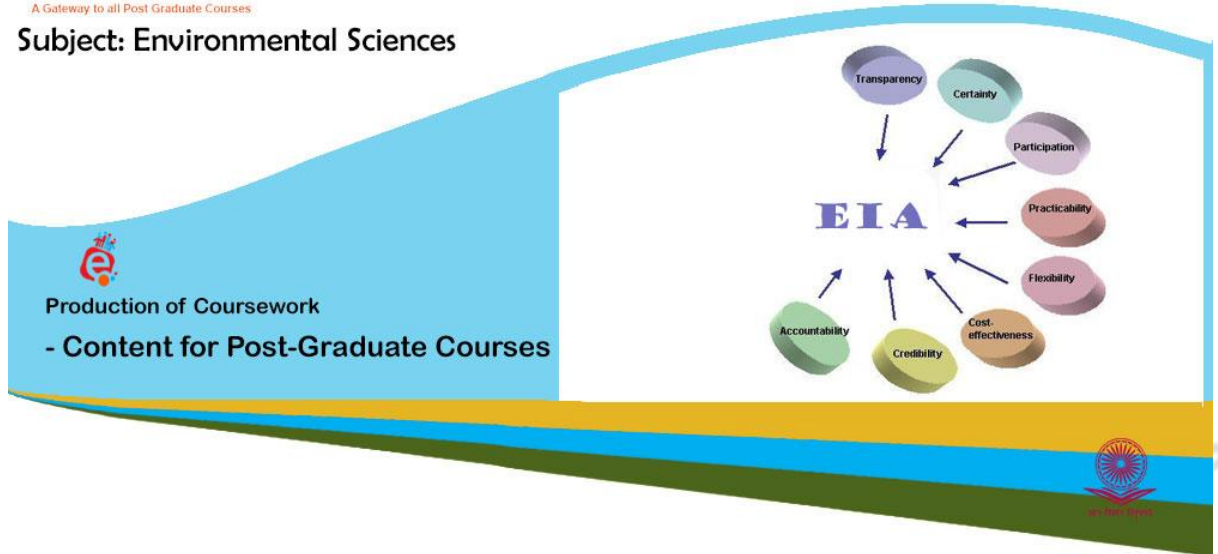 A Gateway to all Post Graduate Courses
Subject: Environmental Sciences
Transparency
Certainty
Participation
EIA
Practicability
Flexibility
Production of Coursework
- Content for Post-Graduate Courses
Accountability
Credibility
Cost-
effectiveness